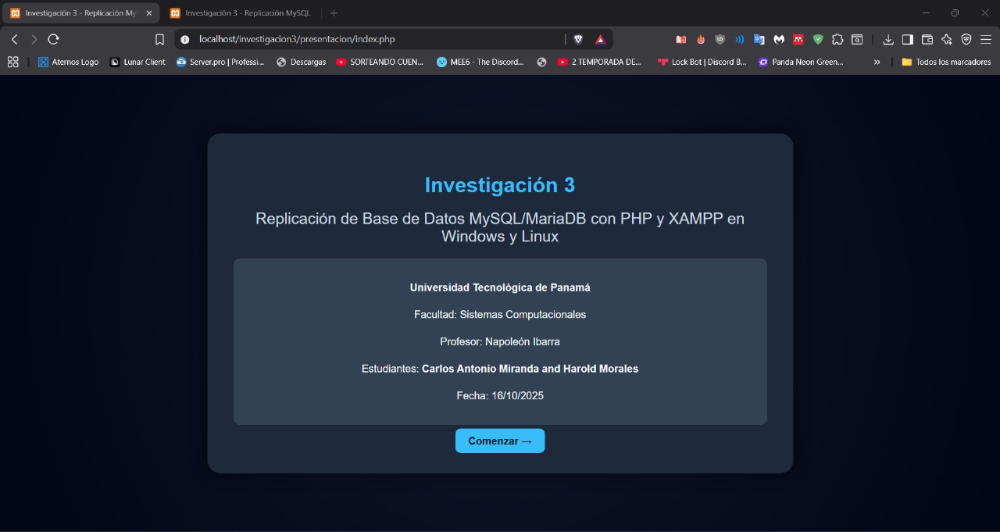 Investigación 3 - Replicación My
Investigación 3 - Replicación MySQL
localhost/investigacion3/presentacion/index.php
Aternos Logo
Lunar Client
Server.pro | Professi...
Descargas
SORTEANDO CUEN...
MEE6 - The Discord...
2 TEMPORADA DE...
Lock Bot | Discord B...
Panda Neon Green...
»
Todos los marcadores
Investigación 3
Replicación de Base de Datos MySQL/MariaDB con PHP y XAMPP en
Windows y Linux
Universidad Tecnológica de Panamá
Facultad: Sistemas Computacionales
Profesor: Napoleón Ibarra
Estudiantes: Carlos Antonio Miranda and Harold Morales
Fecha: 16/10/2025
Comenzar →